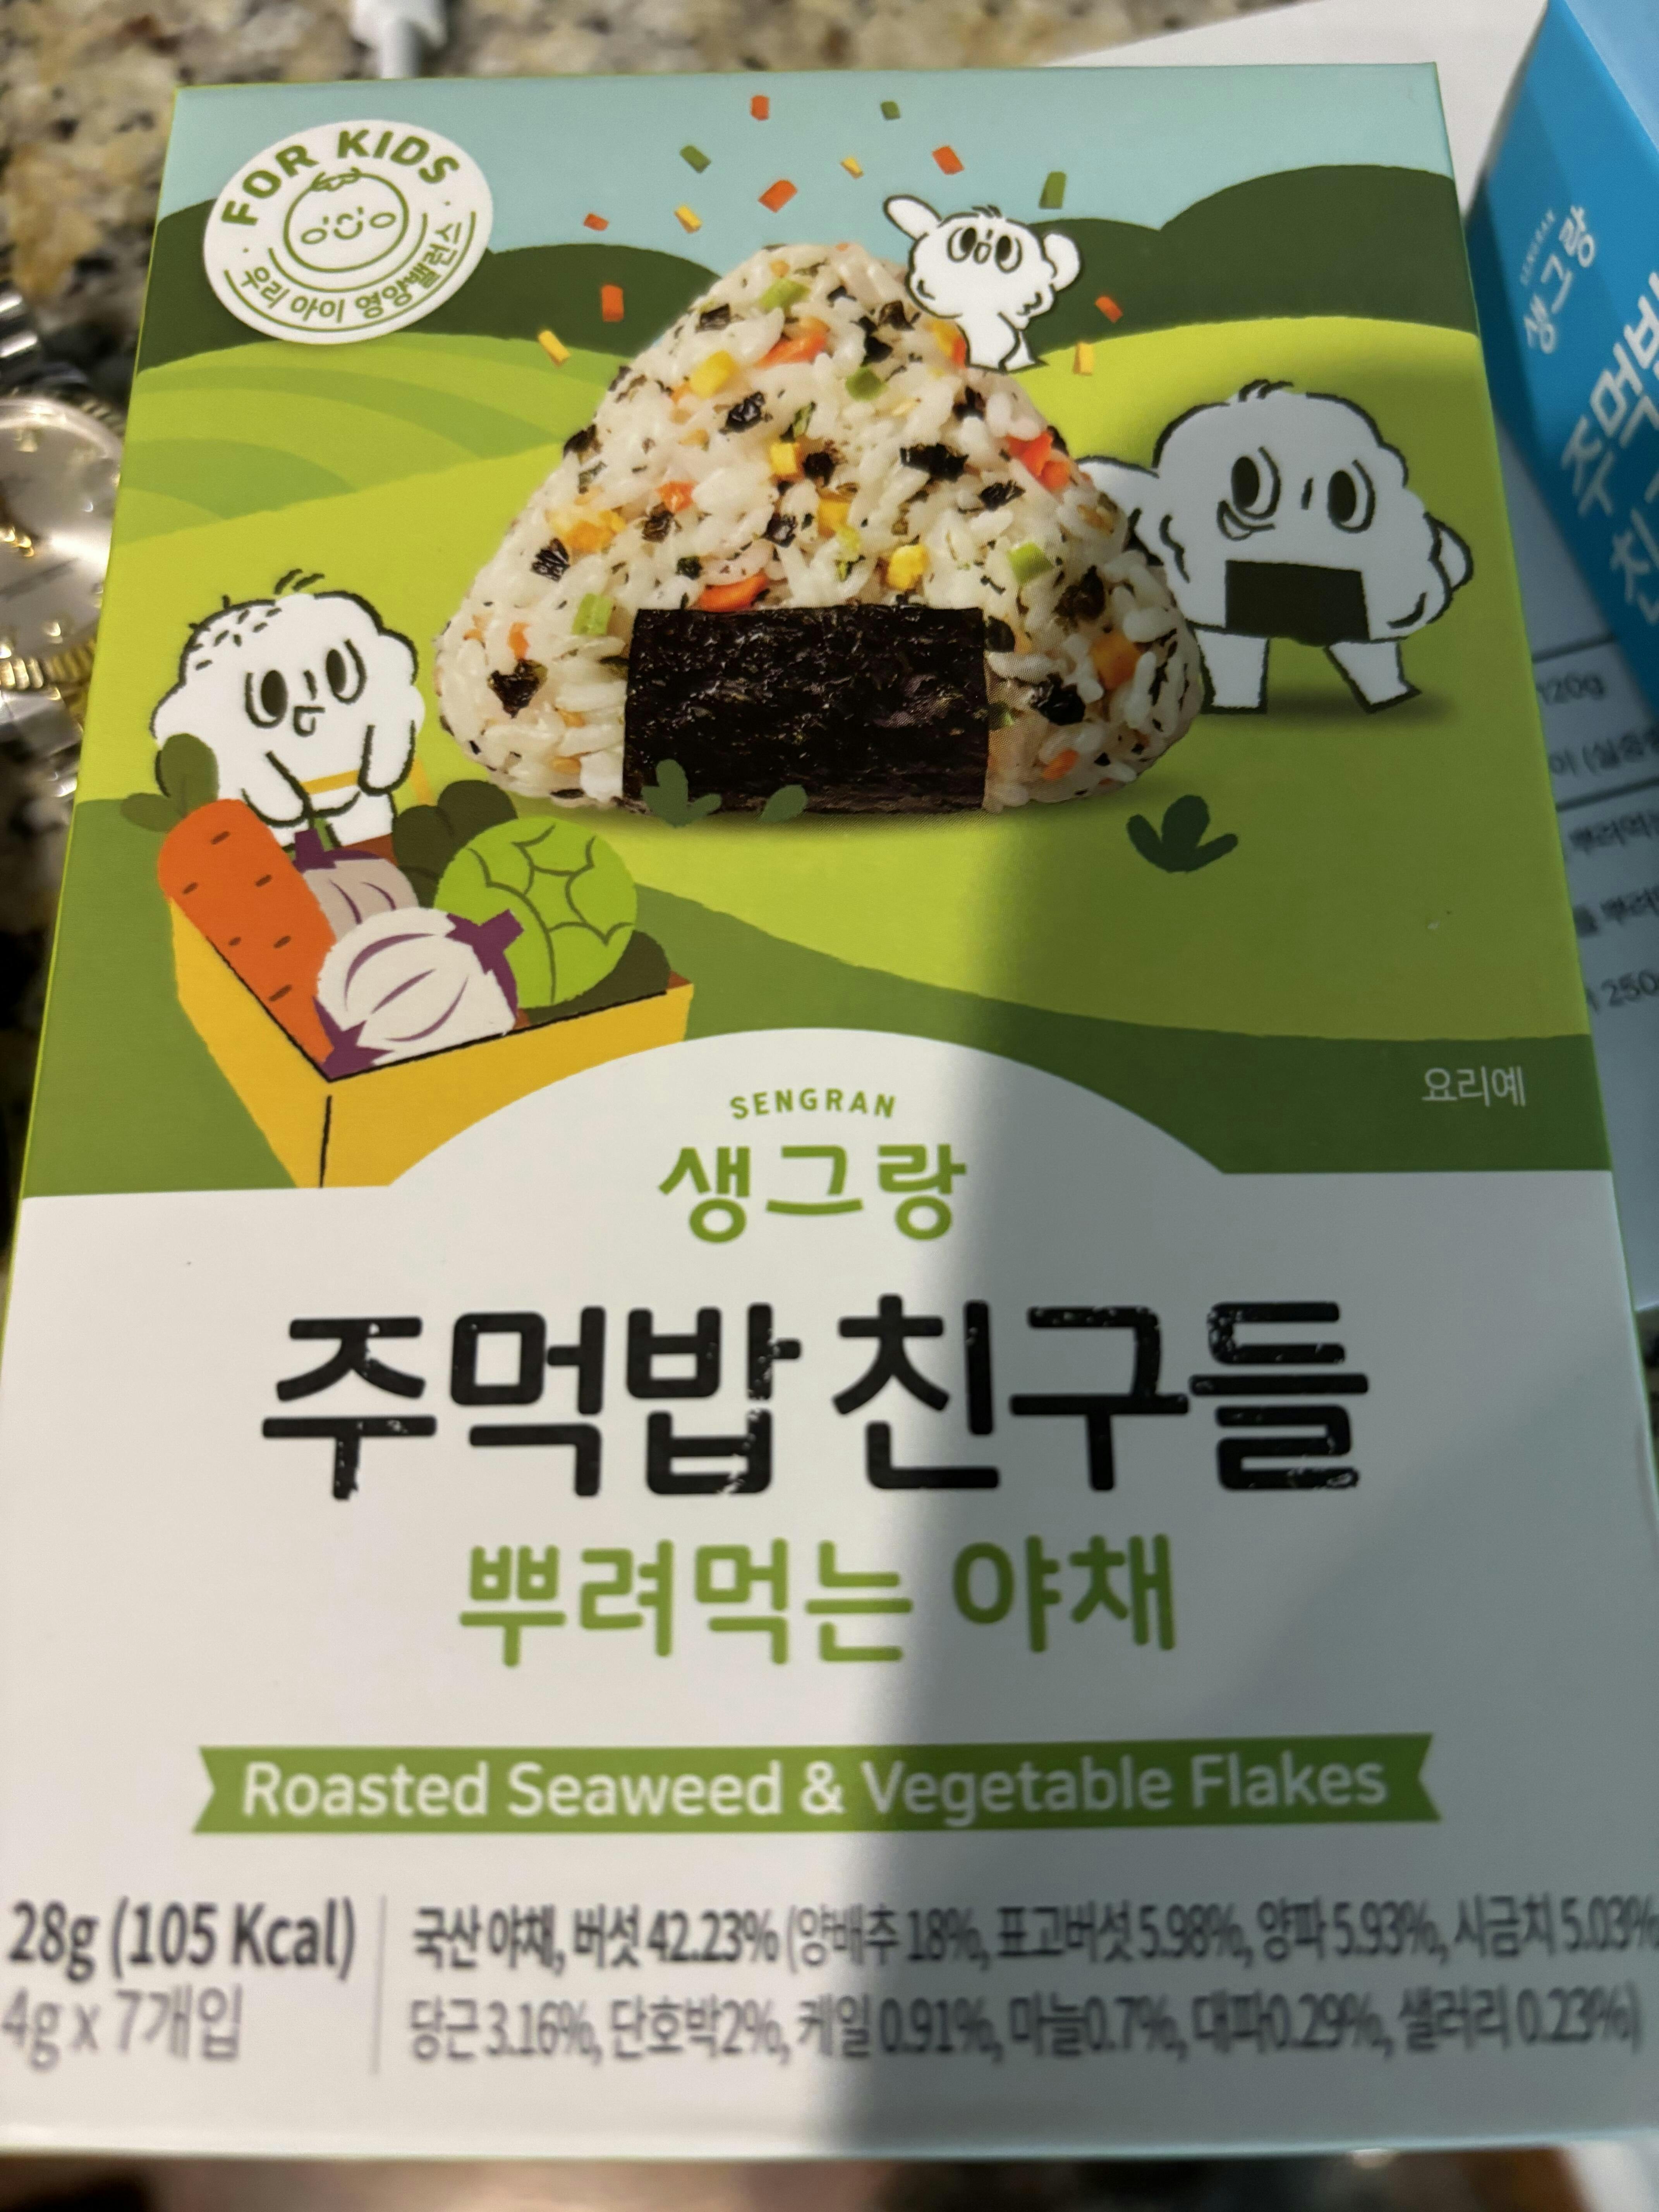 FOR KIDS
우리 아이 영양밸런스
요리예
SENGRAN
생그랑
주먹밥 친구들
뿌려먹는 야채
Roasted Seaweed & Vegetable Flakes
28g (105 Kcal)
4g x 7개입
국산 야채, 버섯 42.23% (양배추 18%, 표고버섯 5.98%, 양파 5.93%, 시금치 5.03%
당근 3.16%, 단호박2%, 케일 0.91%, 마늘0.7%, 대파0.29%, 샐러리 0.23%)
SENGRAN
생그랑
120g
250